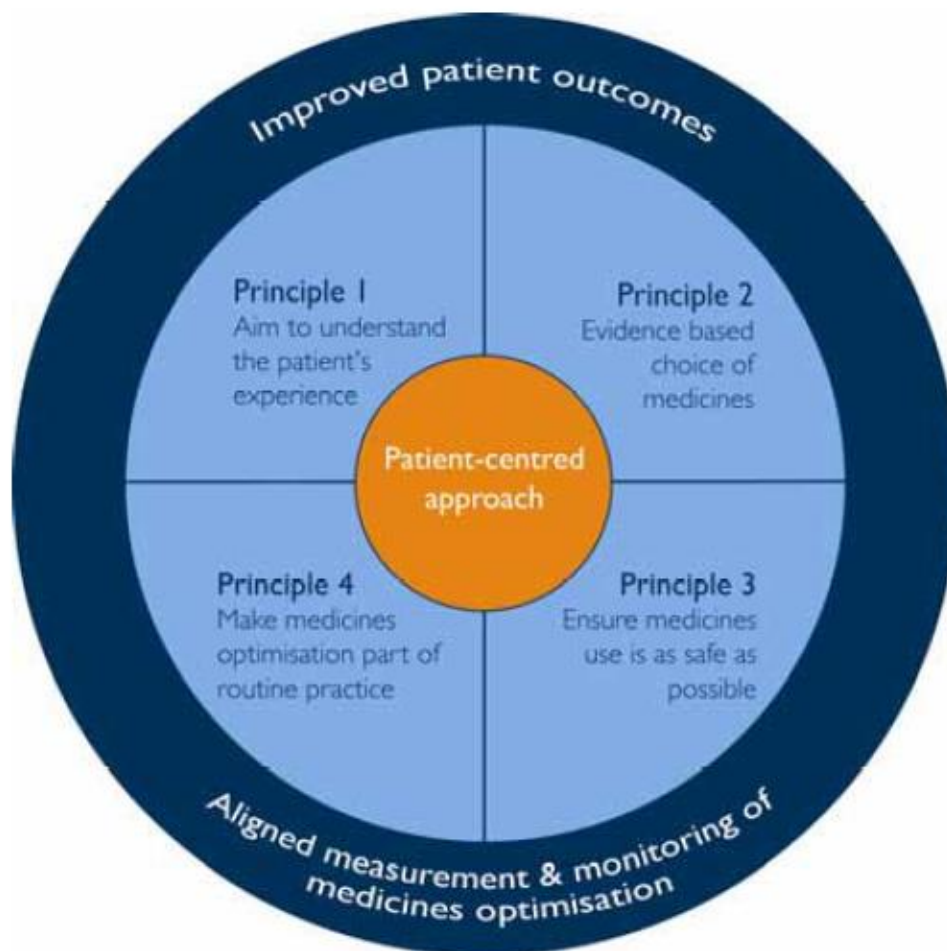 Improved patient outcomes
Principle 1
Aim to understand
the patient's
experience
Principle 2
Evidence based
choice of
medicines
Patient-centred
approach
Principle 4
Make medicines
optimisation part of
routine practice
Principle 3
Ensure medicines
use is as safe as
possible
Aligned measurement & monitoring of
medicines optimisation